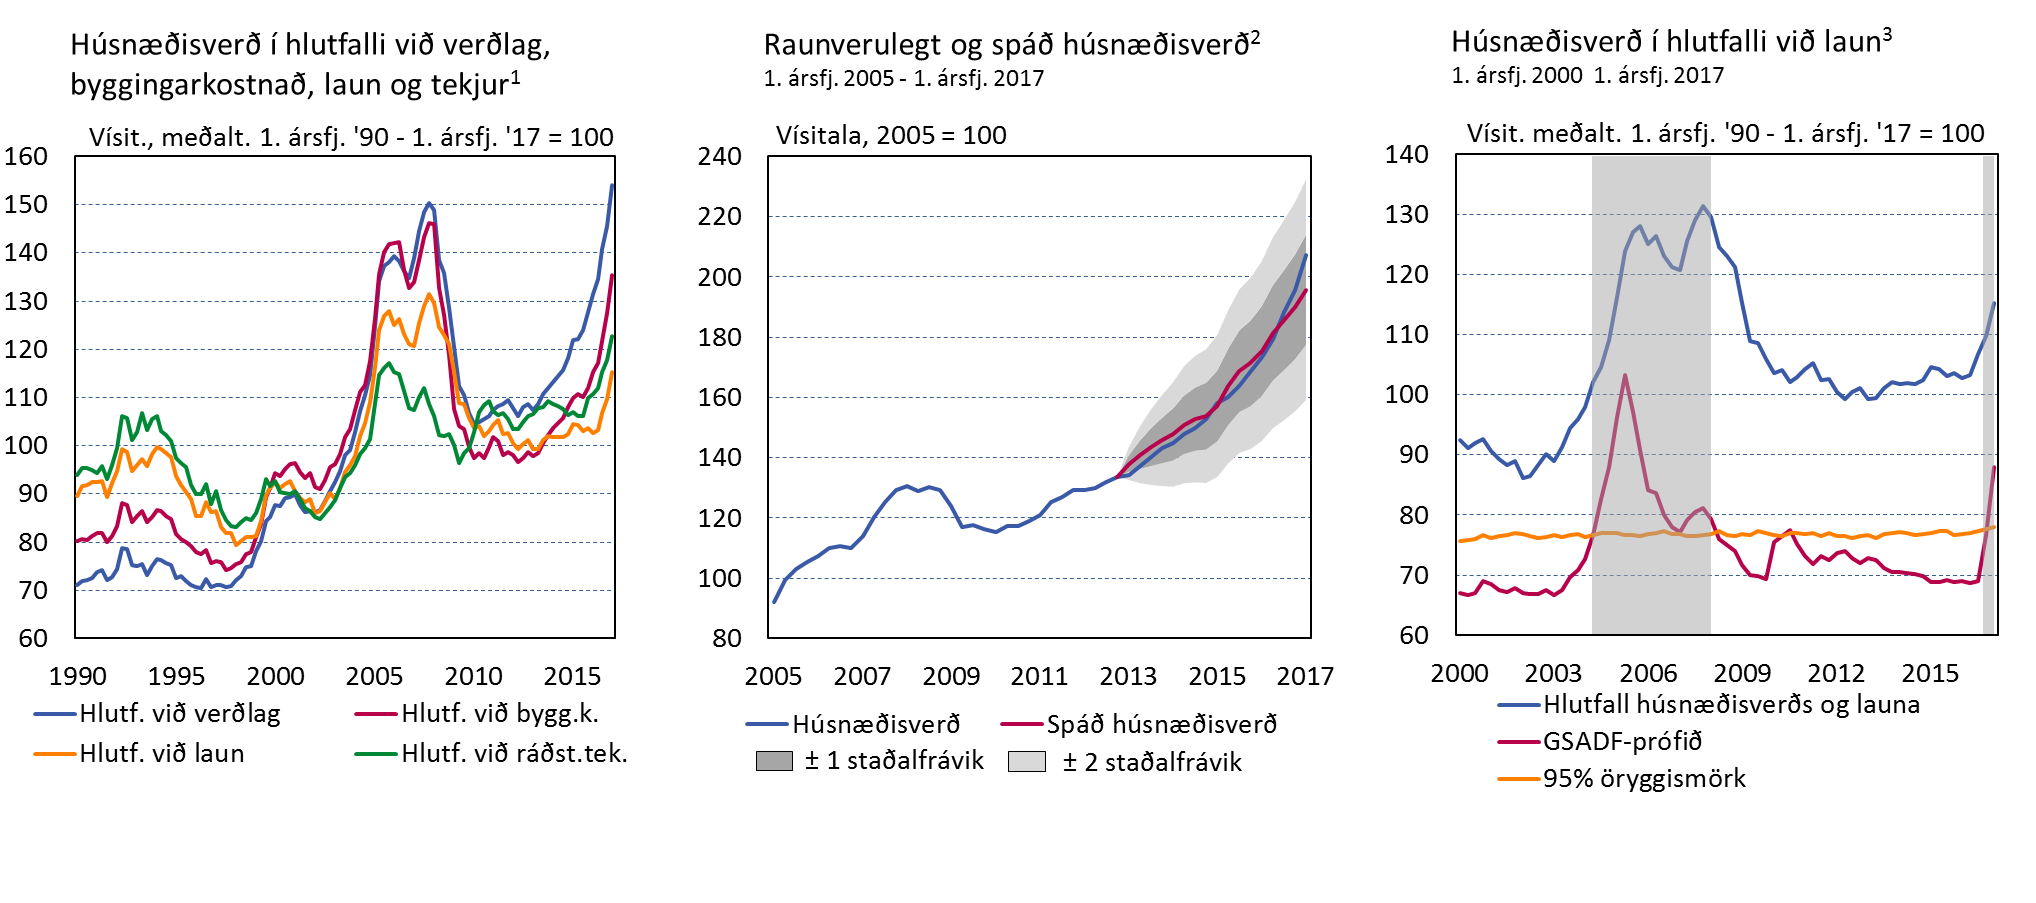 Húsnæðisverð í hlutfalli við verðlag,
byggingarkostnað, laun og tekjur1
Vísit., meðalt. 1. ársfj. '90 - 1. ársfj. '17 = 100
160
150
140
130
120
110
100
90
80
70
60
1990 1995 2000 2005 2010 2015
Hlutf. við verðlag Hlutf. við bygg.k.
Hlutf. við laun Hlutf. við ráðst.tek.
Raunverulegt og spáð húsnæðisverð2
1. ársfj. 2005 - 1. ársfj. 2017
Vísitala, 2005 = 100
240
220
200
180
160
140
120
100
80
2005 2007 2009 2011 2013 2015 2017
Húsnæðisverð Spáð húsnæðisverð
± 1 staðalfrávik ± 2 staðalfrávik
Húsnæðisverð í hlutfalli við laun3
1. ársfj. 2000 1. ársfj. 2017
Vísit. meðalt. 1. ársfj. '90 - 1. ársfj. '17 = 100
140
130
120
110
100
90
80
70
60
2000 2003 2006 2009 2012 2015
Hlutfall húsnæðisverðs og launa
GSADF-prófið
95% öryggismörk